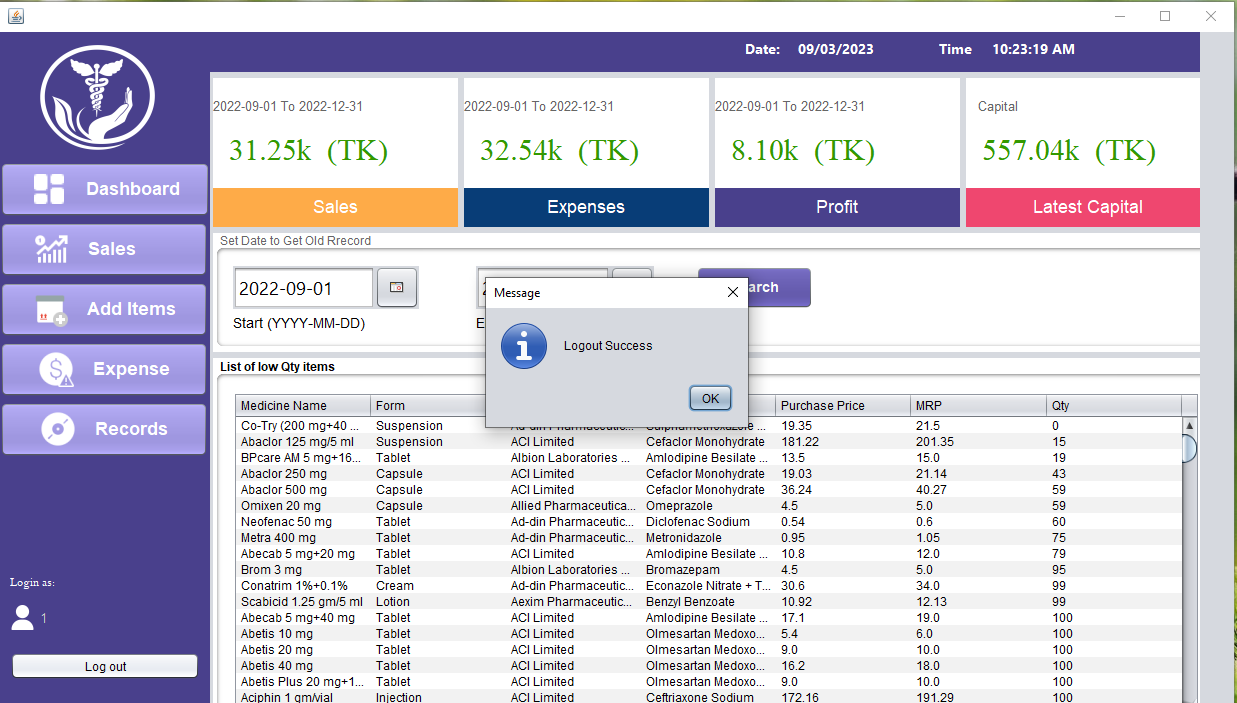 Date: 09/03/2023 Time 10:23:19 AM
Dashboard
Sales
Add Items
Expense
Records
Login as:
1
Log out
2022-09-01 To 2022-12-31
31.25k (TK)
Sales
2022-09-01 To 2022-12-31
32.54k (TK)
Expenses
2022-09-01 To 2022-12-31
8.10k (TK)
Profit
Capital
557.04k (TK)
Latest Capital
Set Date to Get Old Rrecord
2022-09-01
Start (YYYY-MM-DD)
Message
Logout Success
OK
List of low Qty items
Medicine Name Form Purchase Price MRP Qty
Co-Try (200 mg+40 ... Suspension 19.35 21.5 0
Abaclor 125 mg/5 ml Suspension ACI Limited Cefaclor Monohydrate 181.22 201.35 15
BPcare AM 5 mg+16... Tablet Albion Laboratories ... Amlodipine Besilate ... 13.5 15.0 19
Abaclor 250 mg Capsule ACI Limited Cefaclor Monohydrate 19.03 21.14 43
Abaclor 500 mg Capsule ACI Limited Cefaclor Monohydrate 36.24 40.27 59
Omixen 20 mg Capsule Allied Pharmaceutica... Omeprazole 4.5 5.0 59
Neofenac 50 mg Tablet Ad-din Pharmaceutic... Diclofenac Sodium 0.54 0.6 60
Metra 400 mg Tablet Ad-din Pharmaceutic... Metronidazole 0.95 1.05 75
Abecab 5 mg+20 mg Tablet ACI Limited Amlodipine Besilate ... 10.8 12.0 79
Brom 3 mg Tablet Albion Laboratories ... Bromazepam 4.5 5.0 95
Conatrim 1%+0.1% Cream Ad-din Pharmaceutic... Econazole Nitrate + T... 30.6 34.0 99
Scabicid 1.25 gm/5 ml Lotion Aexim Pharmaceutic... Benzyl Benzoate 10.92 12.13 99
Abecab 5 mg+40 mg Tablet ACI Limited Amlodipine Besilate ... 17.1 19.0 100
Abetis 10 mg Tablet ACI Limited Olmesartan Medoxo... 5.4 6.0 100
Abetis 20 mg Tablet ACI Limited Olmesartan Medoxo... 9.0 10.0 100
Abetis 40 mg Tablet ACI Limited Olmesartan Medoxo... 16.2 18.0 100
Abetis Plus 20 mg+1... Tablet ACI Limited Olmesartan Medoxo... 9.0 10.0 100
Aciphin 1 gm/vial Injection ACI Limited Ceftriaxone Sodium 172.16 191.29 100